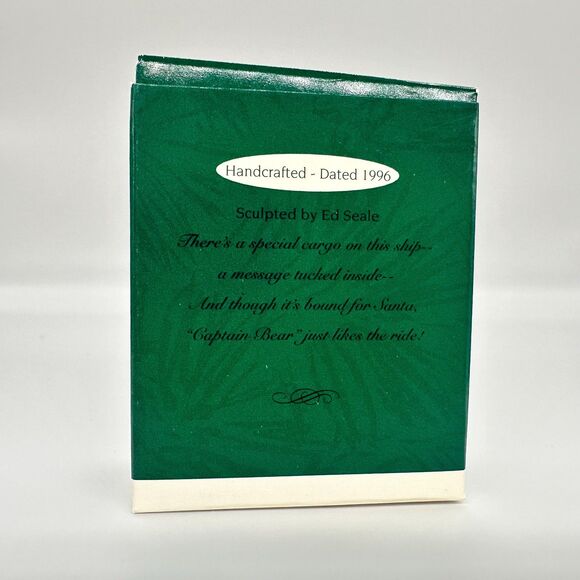 Handcrafted - Dated 1996
Sculpted by Ed Seale
There's a special cargo on this ship--
a message tucked inside--
And though it's bound for Santa,
"Captain Bear" just likes the ride!